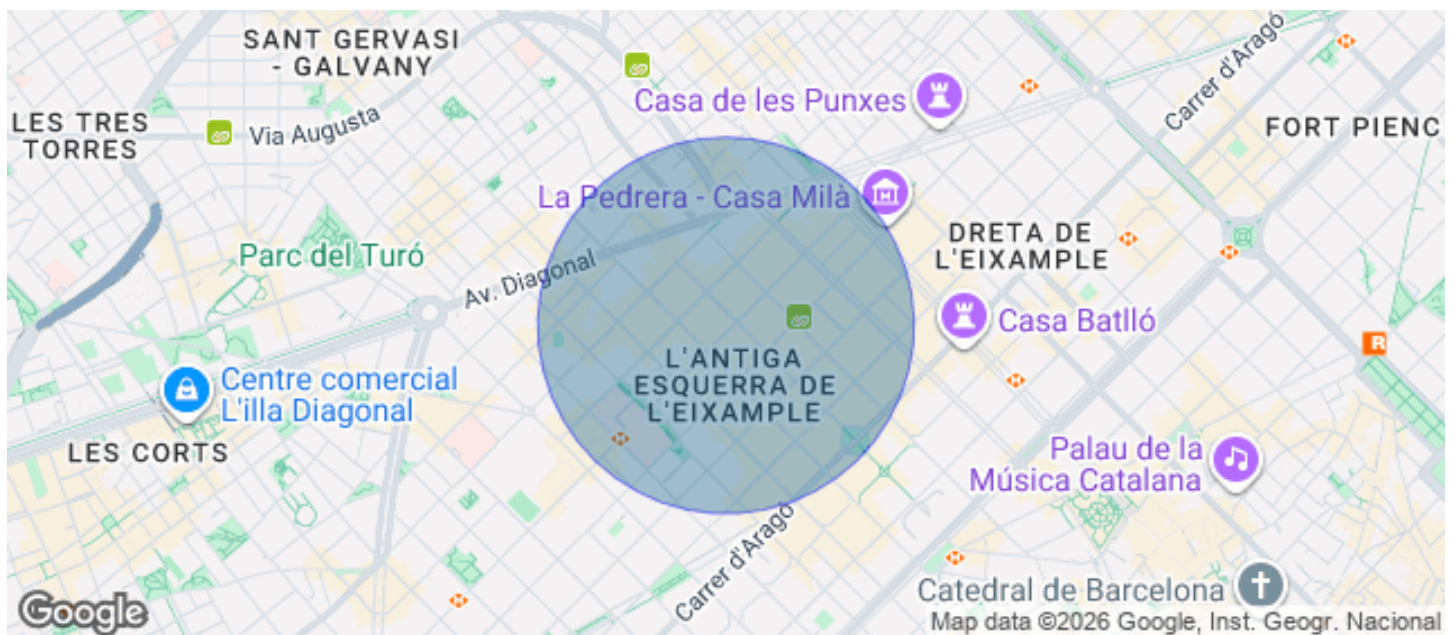 SANT GERVASI
- GALVANY
Casa de les Punxes
Carrer d'Aragó
LES TRES
TORRES
Via Augusta
FORT PIENC
La Pedrera - Casa Milà
DRETA DE
L'EIXAMPLE
Parc del Turó
Av. Diagonal
Casa Batlló
L'ANTIGA
ESQUERRA DE
L'EIXAMPLE
R
Centre comercial
L'illa Diagonal
LES CORTS
Palau de la
Música Catalana
Carrer d'Aragó
Catedral de Barcelona
Google
Map data ©2026 Google, Inst. Geogr. Nacional